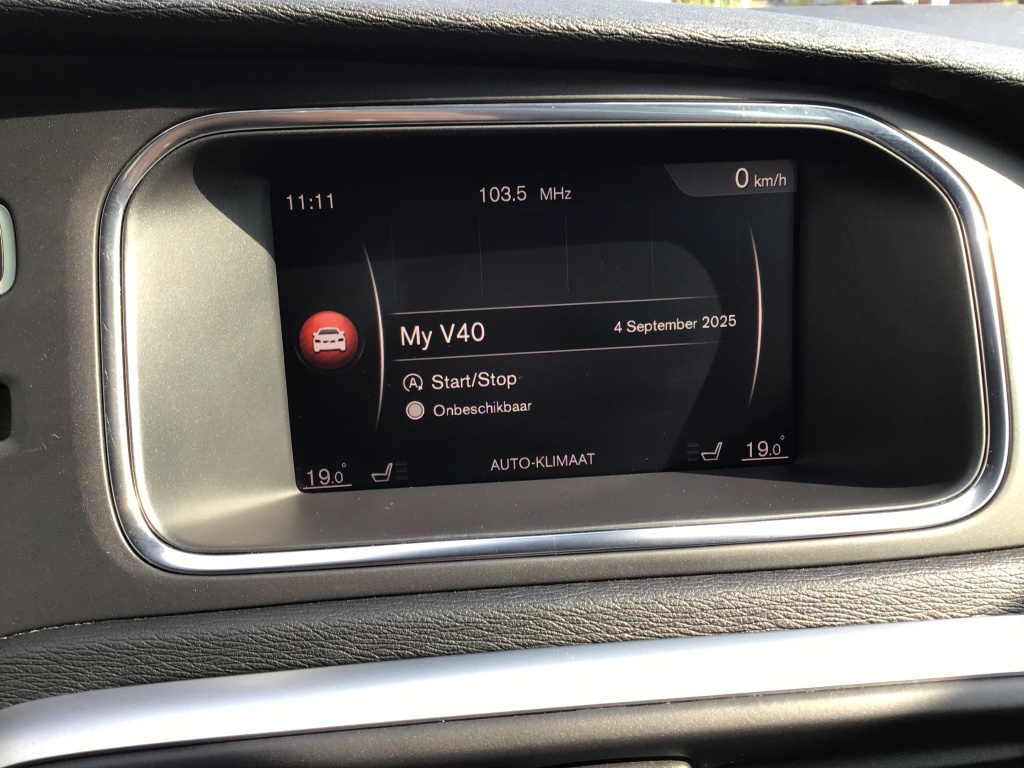 11:11 103.5 MHz 0 km/h
My V40 4 September 2025
A Start/Stop
Onbeschikbaar
19.0° AUTO-KLIMAAT 19.0°